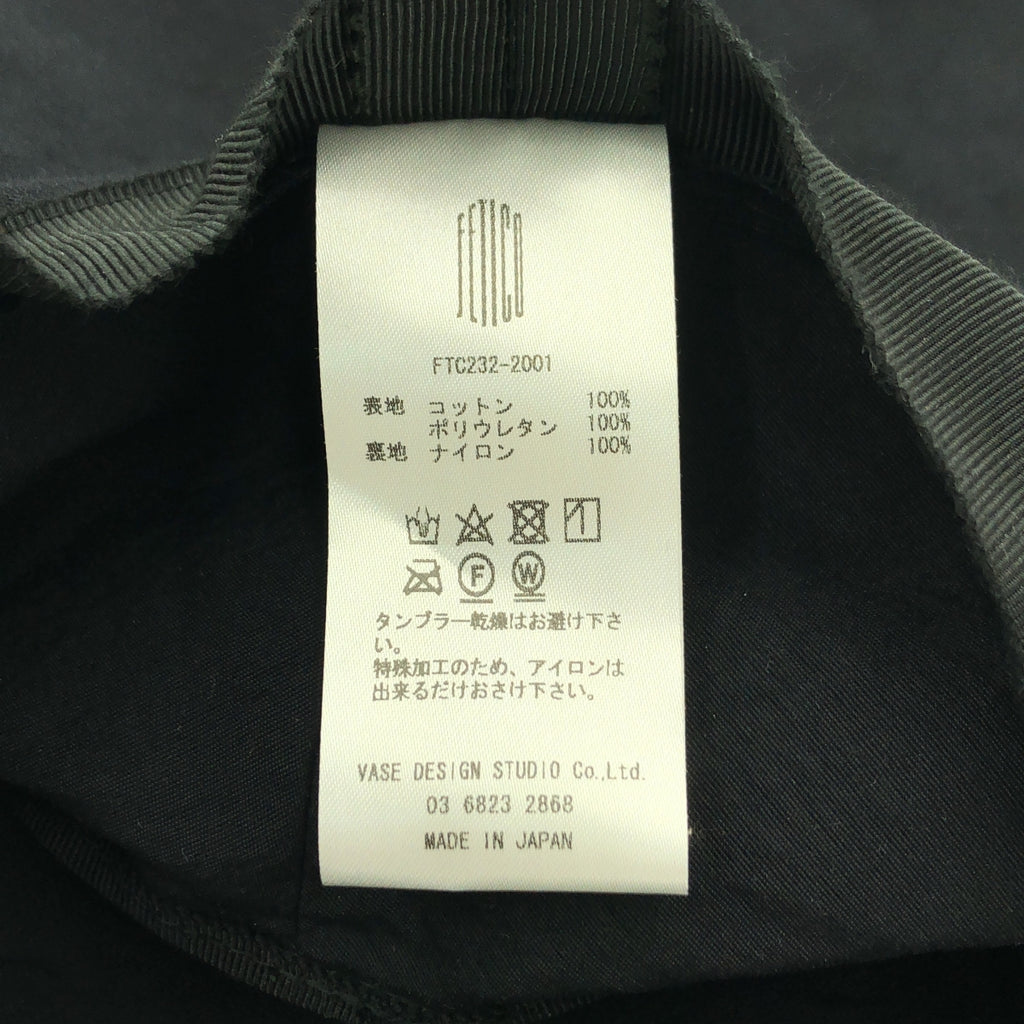 FETICO
FTC232-2001
表地 コットン 100%
ポリウレタン 100%
裏地 ナイロン 100%
F W
タンブラー乾燥はお避け下さ
い。
特殊加工のため、アイロンは
出来るだけおさけ下さい。
VASE DESIGN STUDIO Co.,Ltd.
03 6823 2868
MADE IN JAPAN